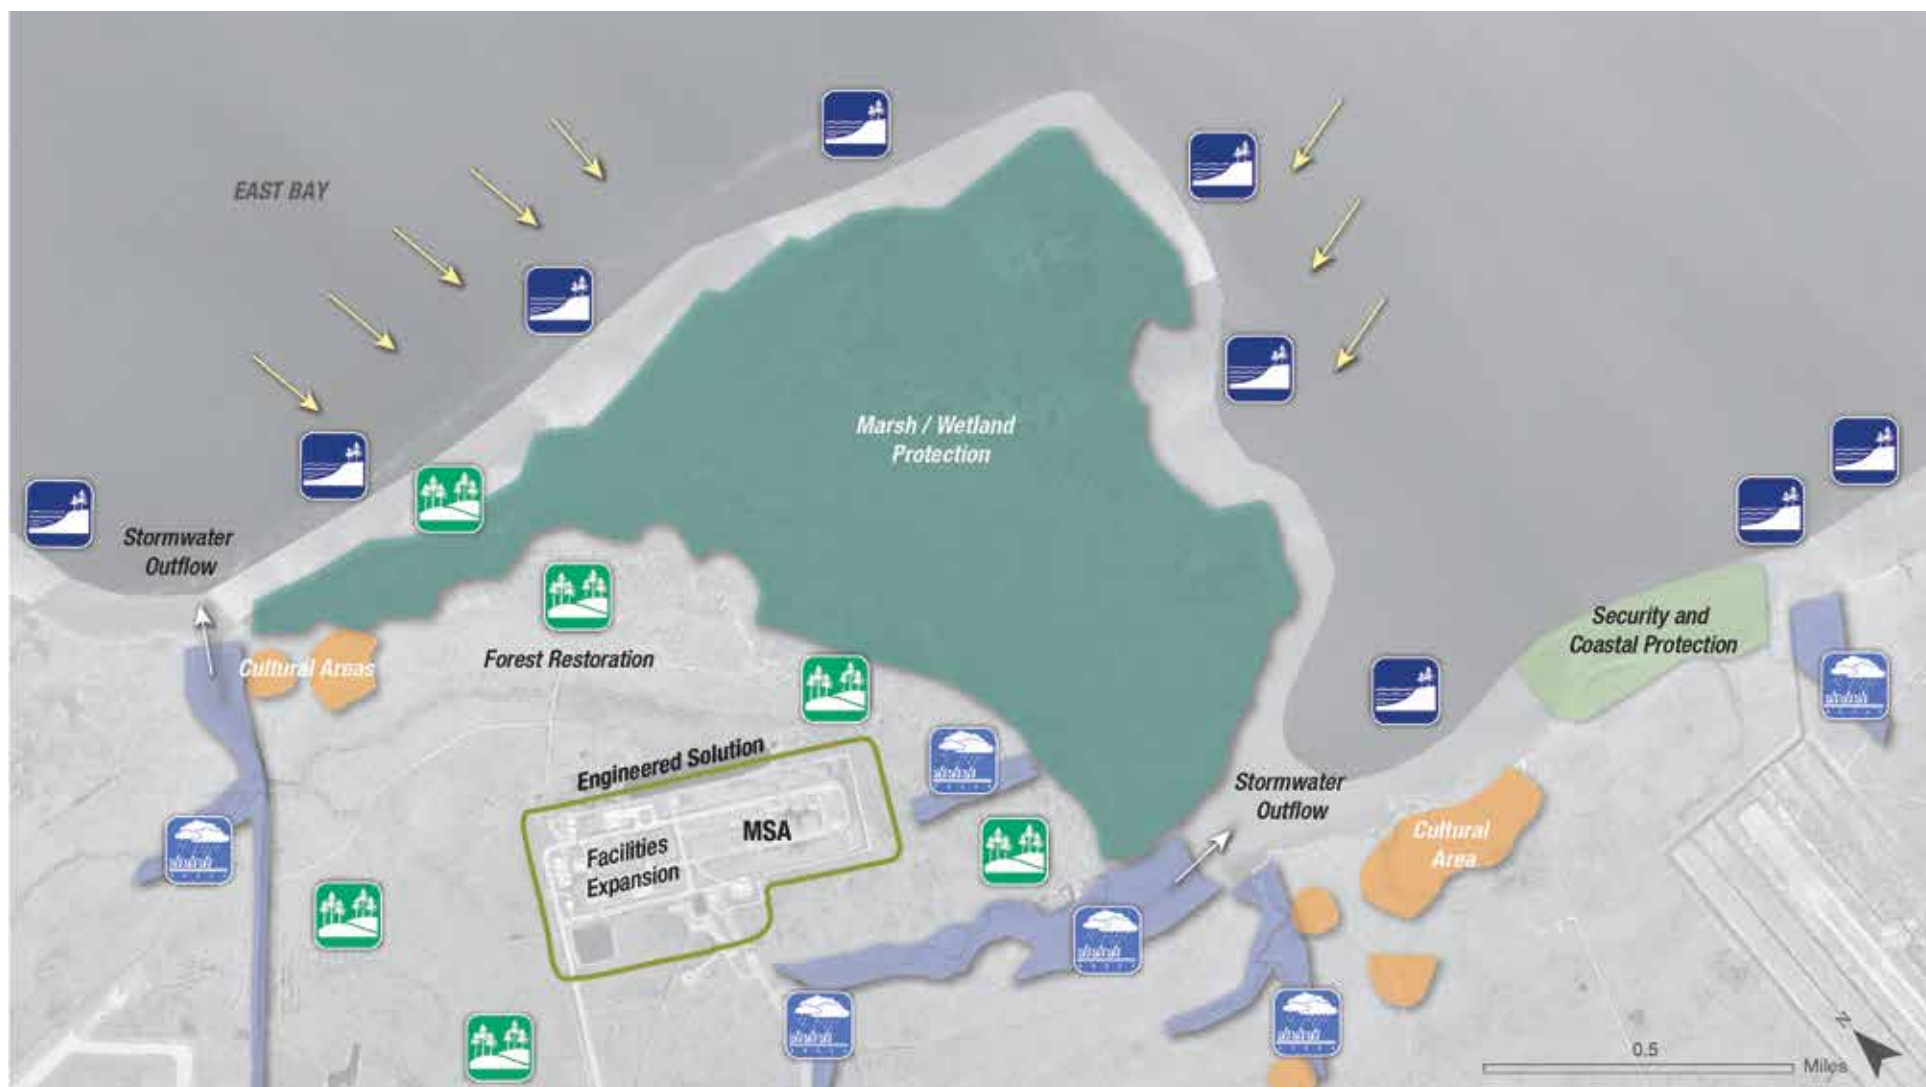 EAST BAY
Marsh / Wetland
Protection
Stormwater
Outflow
Cultural Areas
Forest Restoration
Security and
Coastal Protection
Engineered Solution
MSA
Facilities
Expansion
Stormwater
Outflow
Cultural
Area
0.5
Miles
N